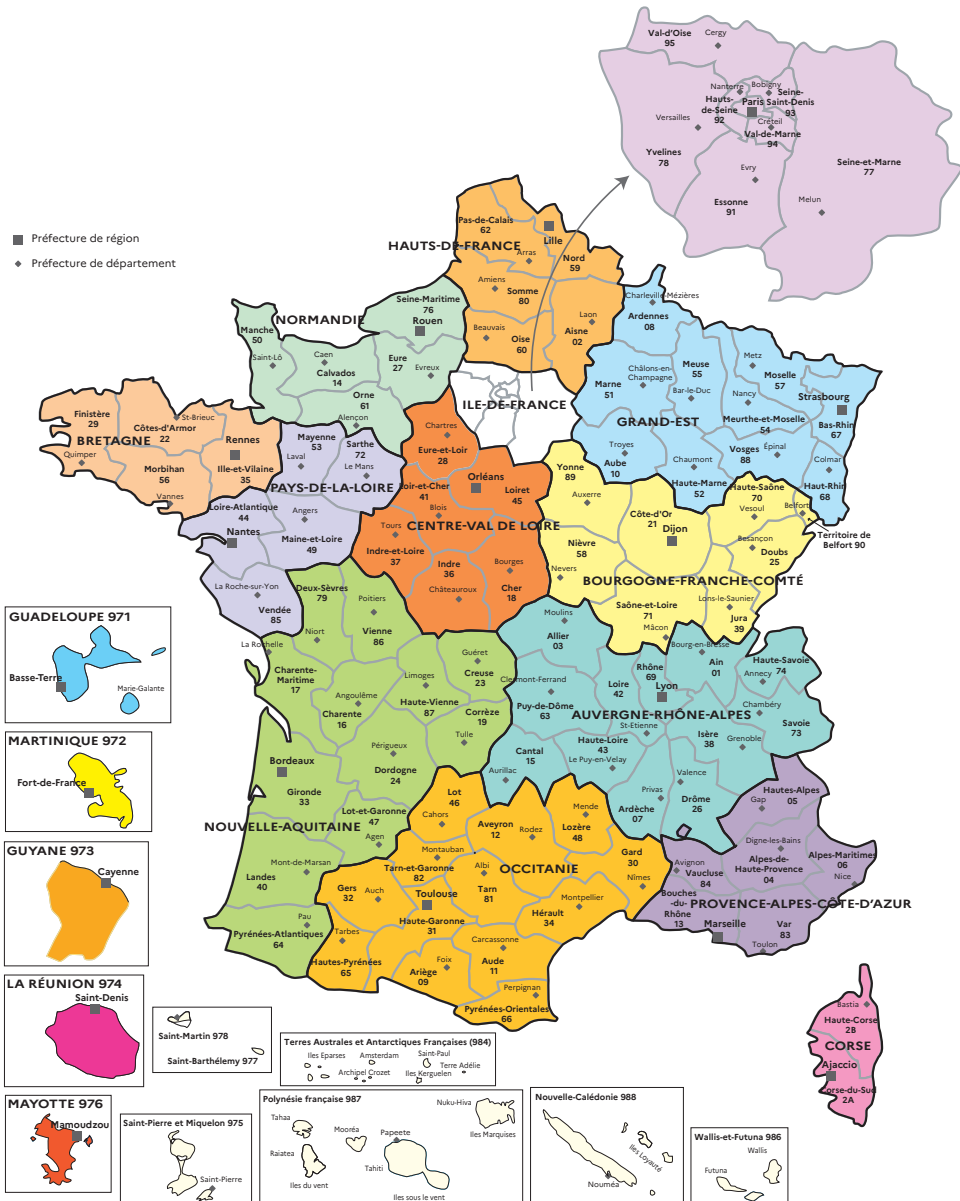 Val-d'Oise
95
Cergy
Nanterre
Bobigny
Hauts-
de-Seine
92
Paris
Seine-
Saint-Denis
93
Versailles
Créteil
Val-de-Marne
94
Yvelines
78
Seine-et-Marne
77
Evry
Essonne
91
Melun
Préfecture de région
Préfecture de département
HAUTS-DE-FRANCE
Pas-de-Calais
62
Lille
Arras
Nord
59
Amiens
Somme
80
Beauvais
Oise
60
Laon
Aisne
02
NORMANDIE
Seine-Maritime
76
Rouen
Manche
50
Saint-Lô
Caen
Calvados
14
Eure
27
Evreux
Orne
61
Alençon
ILE-DE-FRANCE
Charleville-Mézières
Ardennes
08
Marne
51
Châlons-en-
Champagne
Meuse
55
Bar-le-Duc
Metz
Moselle
57
Nancy
Meurthe-et-Moselle
54
Strasbourg
Bas-Rhin
67
GRAND-EST
Troyes
Aube
10
Chaumont
Haute-Marne
52
Vosges
88
Épinal
Colmar
Haut-Rhin
68
Finistère
29
BRETAGNE
Quimper
Côtes-d'Armor
22
St-Brieuc
Morbihan
56
Vannes
Rennes
Ille-et-Vilaine
35
Mayenne
53
Laval
Sarthe
72
Le Mans
PAYS-DE-LA-LOIRE
Loire-Atlantique
44
Nantes
Angers
Maine-et-Loire
49
La Roche-sur-Yon
Vendée
85
Chartres
Eure-et-Loir
28
Loir-et-Cher
41
Blois
Orléans
Loiret
45
CENTRE-VAL DE LOIRE
Tours
Indre-et-Loire
37
Indre
36
Châteauroux
Bourges
Cher
18
Yonne
89
Auxerre
Côte-d'Or
21
Dijon
Haute-Saône
70
Vesoul
Belfort
Territoire de
Belfort 90
Nièvre
58
Nevers
Besançon
Doubs
25
BOURGOGNE-FRANCHE-COMTÉ
Saône-et-Loire
71
Mâcon
Lons-le-Saunier
Jura
39
Deux-Sèvres
79
Niort
Poitiers
Vienne
86
La Rochelle
Charente-
Maritime
17
Angoulême
Charente
16
Limoges
Haute-Vienne
87
Guéret
Creuse
23
Corrèze
19
Tulle
Périgueux
Dordogne
24
Bordeaux
Gironde
33
NOUVELLE-AQUITAINE
Lot-et-Garonne
47
Agen
Mont-de-Marsan
Landes
40
Pau
Pyrénées-Atlantiques
64
Moulins
Allier
03
Clermont-Ferrand
Puy-de-Dôme
63
Loire
42
Rhône
69
Lyon
Bourg-en-Bresse
Ain
01
Haute-Savoie
74
Annecy
Chambéry
Savoie
73
AUVERGNE-RHÔNE-ALPES
St-Etienne
Cantal
15
Aurillac
Haute-Loire
43
Le Puy-en-Velay
Isère
38
Grenoble
Valence
Privas
Ardèche
07
Drôme
26
Lot
46
Cahors
Aveyron
12
Rodez
Mende
Lozère
48
Gard
30
Nîmes
Montauban
Tarn-et-Garonne
82
Albi
Tarn
81
OCCITANIE
Gers
32
Auch
Toulouse
Haute-Garonne
31
Montpellier
Hérault
34
Tarbes
Hautes-Pyrénées
65
Foix
Ariège
09
Carcassonne
Aude
11
Perpignan
Pyrénées-Orientales
66
Hautes-Alpes
05
Gap
Digne-les-Bains
Alpes-de-
Haute-Provence
04
Alpes-Maritimes
06
Nice
Avignon
Vaucluse
84
Bouches
-du-
Rhône
13
PROVENCE-ALPES-CÔTE-D'AZUR
Marseille
Var
83
Toulon
Bastia
Haute-Corse
2B
CORSE
Ajaccio
Corse-du-Sud
2A
GUADELOUPE 971
Basse-Terre
Marie-Galante
MARTINIQUE 972
Fort-de-France
GUYANE 973
Cayenne
LA RÉUNION 974
Saint-Denis
MAYOTTE 976
Mamoudzou
Saint-Martin 978
Saint-Barthélemy 977
Saint-Pierre et Miquelon 975
Saint-Pierre
Terres Australes et Antarctiques Françaises (984)
Iles Eparses
Amsterdam
Saint-Paul
Terre Adélie
Archipel Crozet
Iles Kerguelen
Polynésie française 987
Nuku-Hiva
Tahaa
Mooréa
Papeete
Iles Marquises
Raiatea
Tahiti
Iles du vent
Iles sous le vent
Nouvelle-Calédonie 988
Iles Loyauté
Nouméa
Wallis-et-Futuna 986
Wallis
Futuna